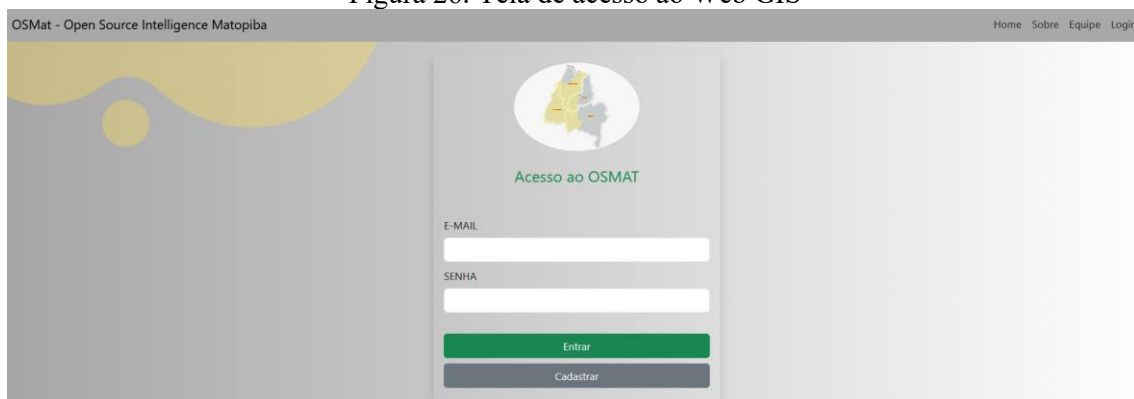 Figura 20: Tela de acesso ao Web GIS
OSMat - Open Source Intelligence Matopiba
Home Sobre Equipe Login
Acesso ao OSMAT
E-MAIL
SENHA
Entrar
Cadastrar